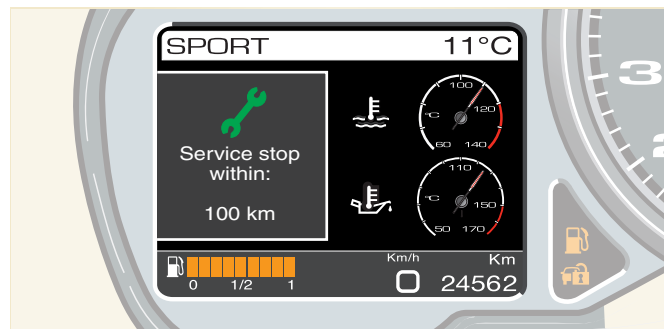 SPORT 11°C
Service stop
within:
100 km
100
120
°C
60 140
110
°C 150
50 170
0 1/2 1
Km/h
0
Km
24562
3
2